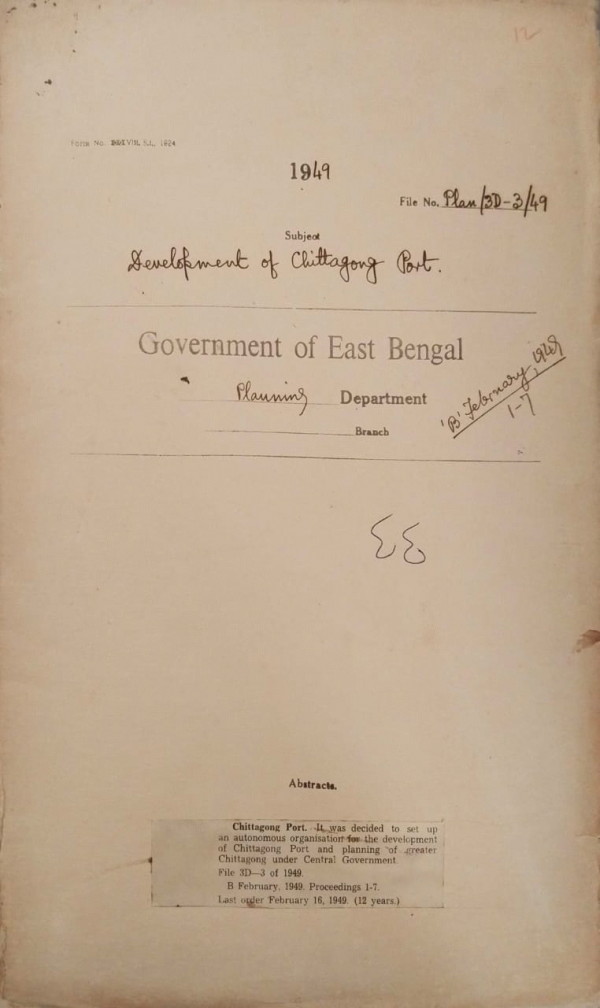 12
Form No. XXXVIII, S.I., 1924
1949
File No. Plan/3D-3/49
Subject
Development of Chittagong Port.
Government of East Bengal
'B' February, 1949
1-7
Planning Department
Branch
Abstracts.
Chittagong Port. It was decided to set up
an autonomous organisation for the development
of Chittagong Port and planning of greater
Chittagong under Central Government
File 3D—3 of 1949.
B February, 1949. Proceedings 1-7.
Last order February 16, 1949. (12 years.)